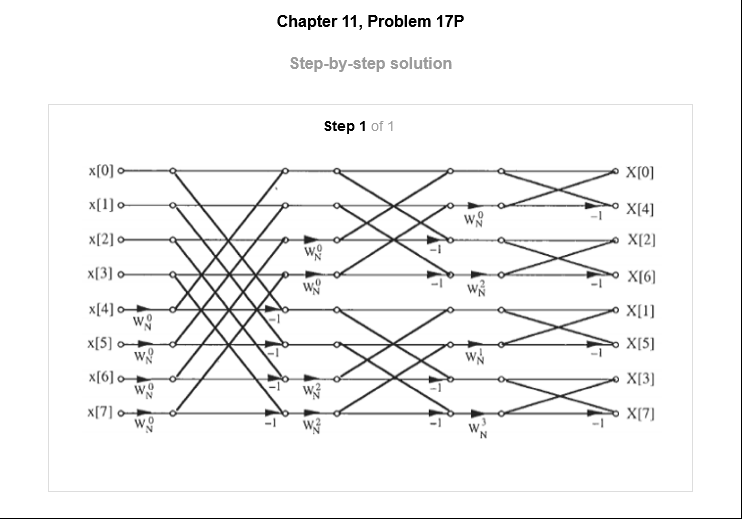 Chapter 11, Problem 17P
Step-by-step solution
Step 1 of 1
x[0] X[0]
x[1] W_N^0 -1 X[4]
x[2] W_N^0 -1 X[2]
x[3] W_N^0 -1 W_N^2 -1 X[6]
x[4] W_N^0 -1 X[1]
x[5] W_N^0 -1 W_N^1 -1 X[5]
x[6] W_N^0 -1 W_N^2 -1 X[3]
x[7] W_N^0 -1 W_N^2 -1 W_N^3 -1 X[7]